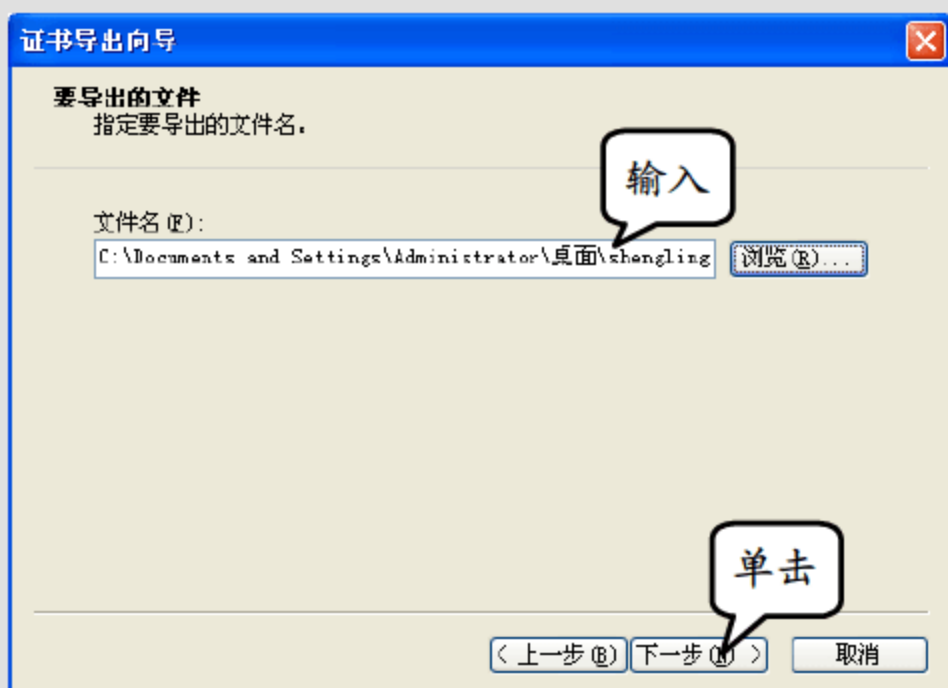 证书导出向导
要导出的文件
指定要导出的文件名。
输入
文件名(F):
C:\Documents and Settings\Administrator\桌面\shengling
浏览(R)...
单击
< 上一步(B)
下一步(N) >
取消